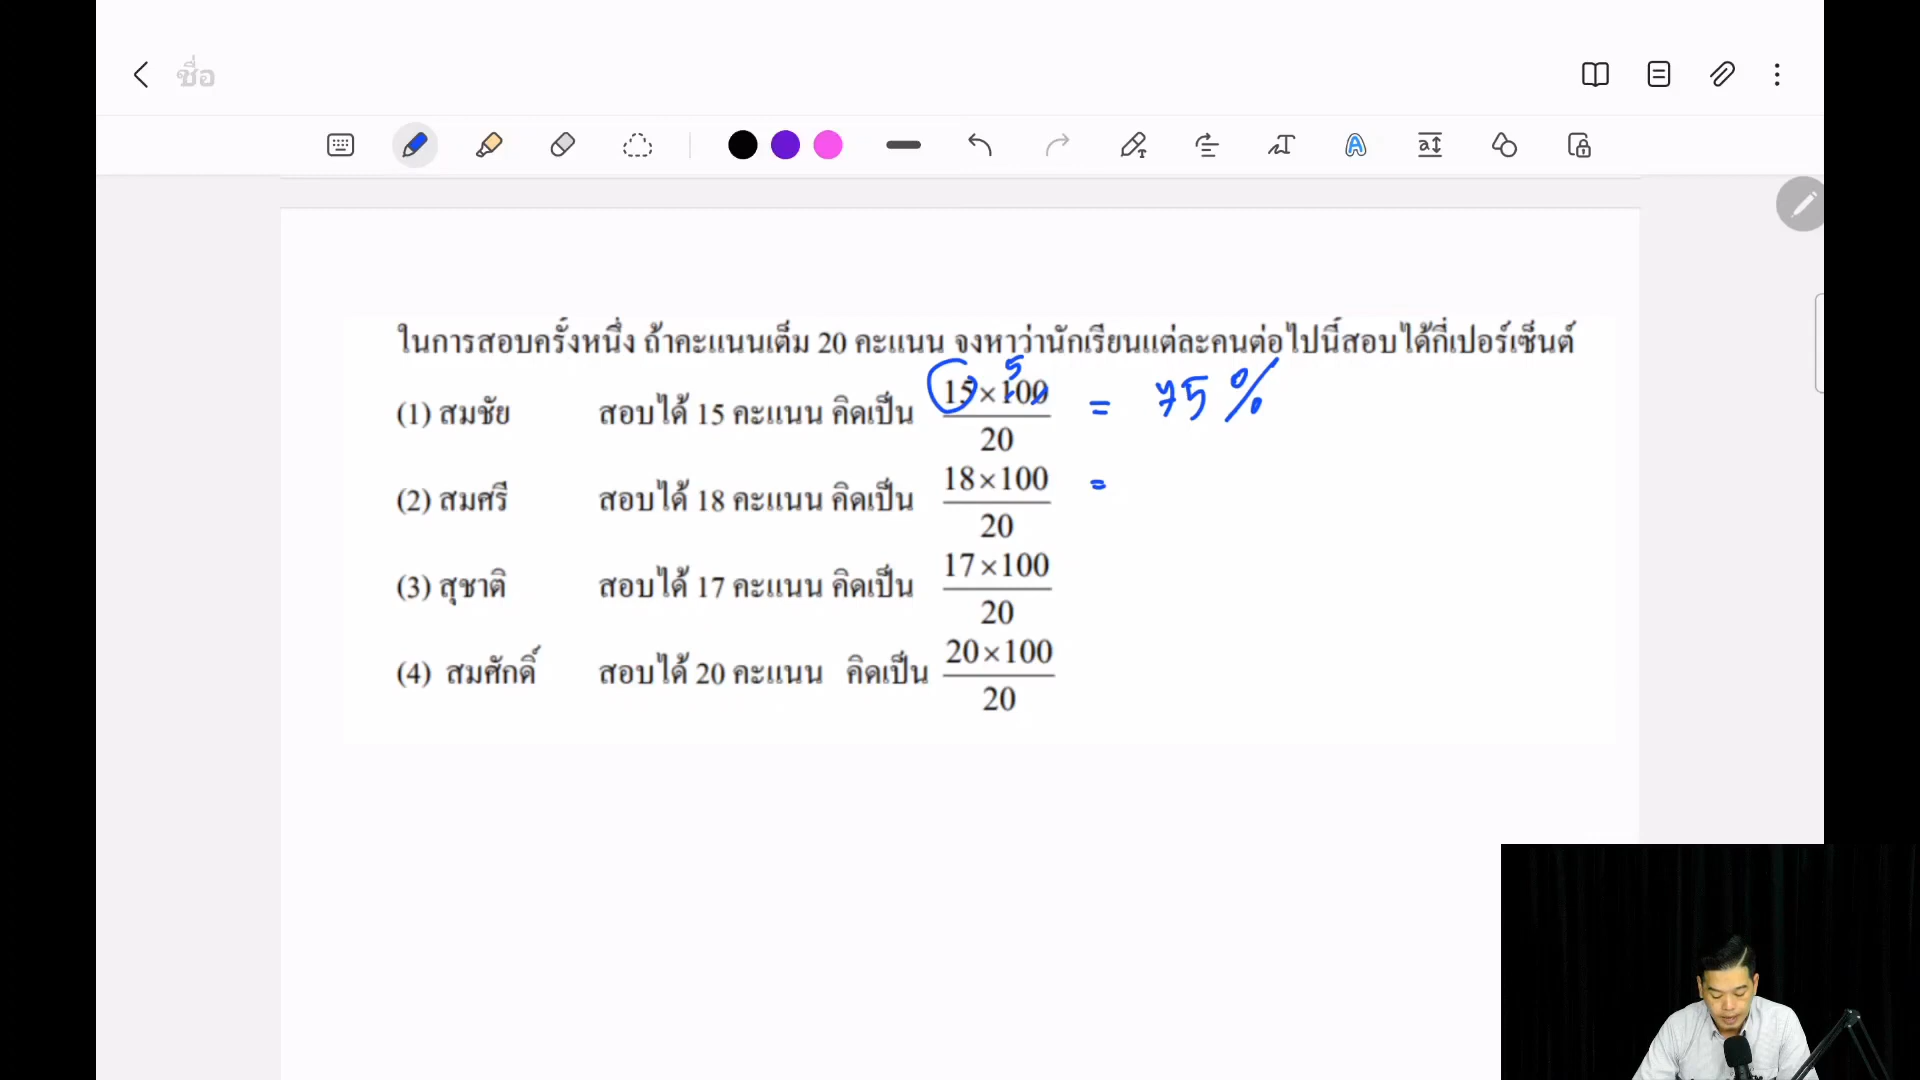 ชื่อ
ในการสอบครั้งหนึ่ง ถ้าคะแนนเต็ม 20 คะแนน จงหาว่านักเรียนแต่ละคนต่อไปนี้สอบได้กี่เปอร์เซ็นต์
(1) สมชัย สอบได้ 15 คะแนน คิดเป็น 15×100/20 = 75 %
5
(2) สมศรี สอบได้ 18 คะแนน คิดเป็น 18×100/20 =
(3) สุชาติ สอบได้ 17 คะแนน คิดเป็น 17×100/20
(4) สมศักดิ์ สอบได้ 20 คะแนน คิดเป็น 20×100/20